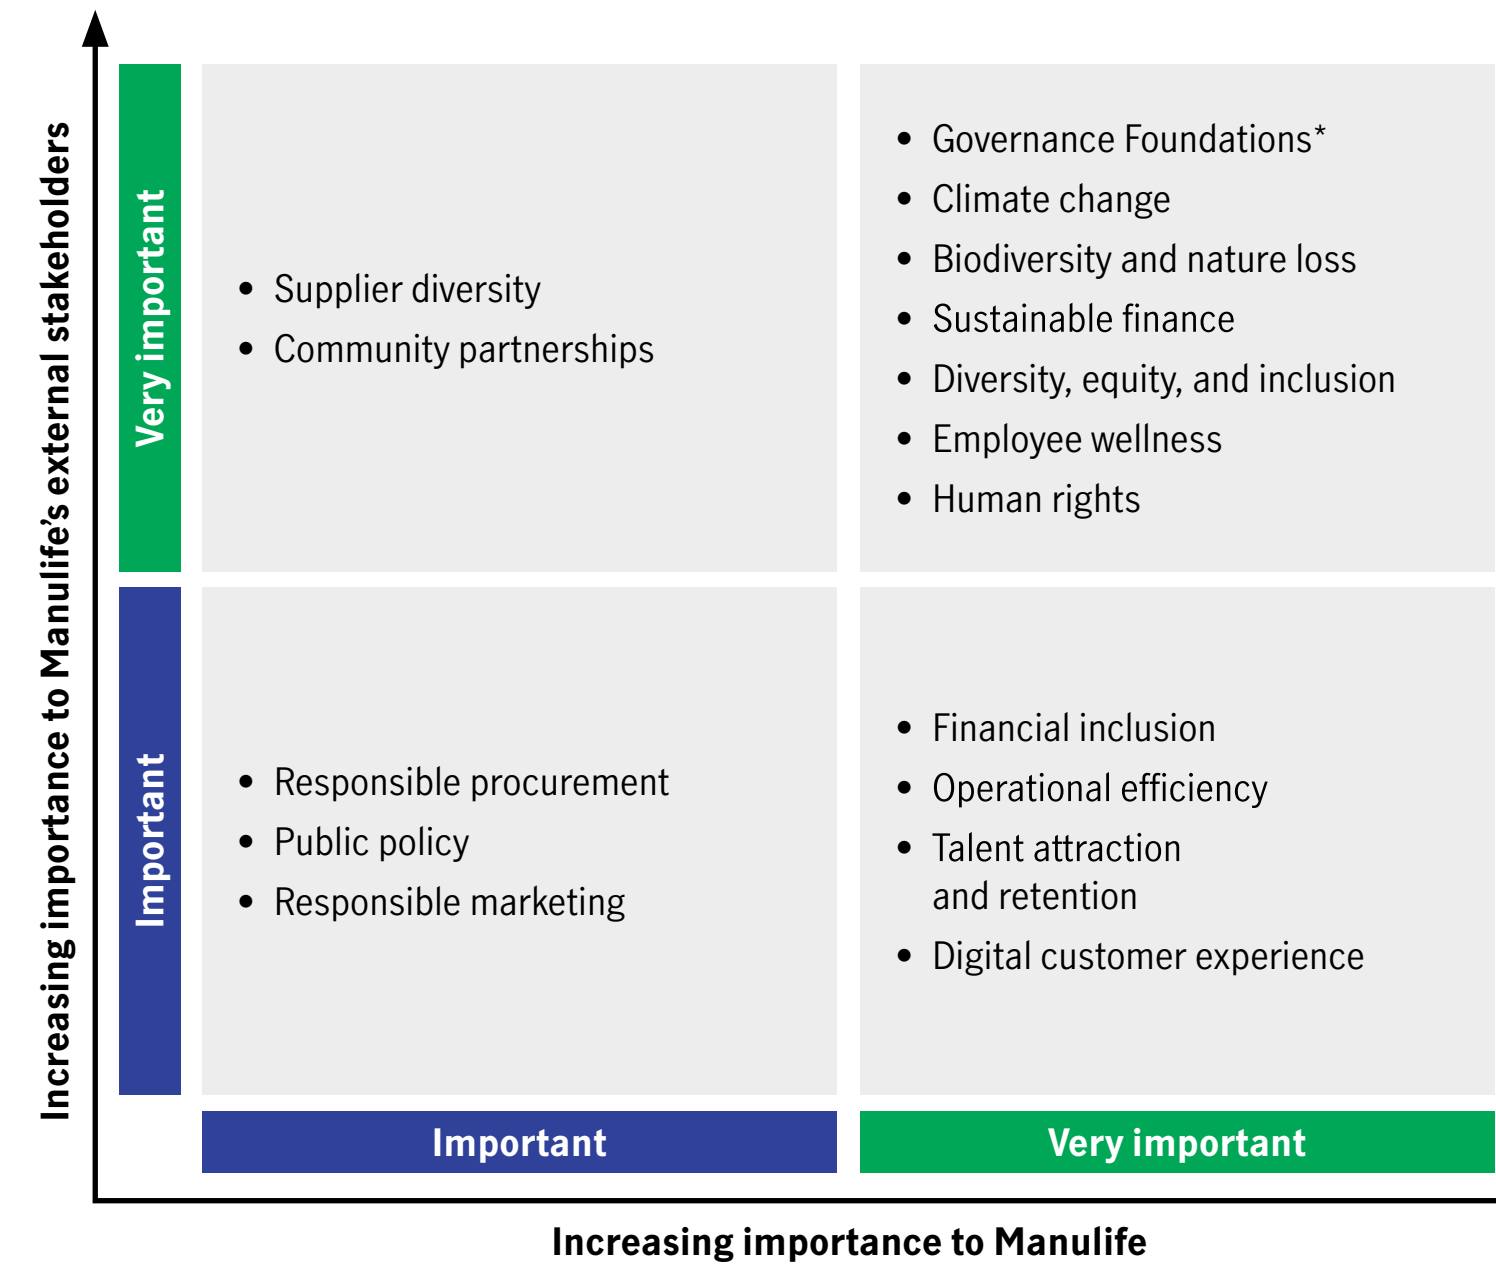 Increasing importance to Manulife's external stakeholders
Very important
• Supplier diversity
• Community partnerships
• Governance Foundations*
• Climate change
• Biodiversity and nature loss
• Sustainable finance
• Diversity, equity, and inclusion
• Employee wellness
• Human rights
Important
• Responsible procurement
• Public policy
• Responsible marketing
• Financial inclusion
• Operational efficiency
• Talent attraction
and retention
• Digital customer experience
Important
Very important
Increasing importance to Manulife